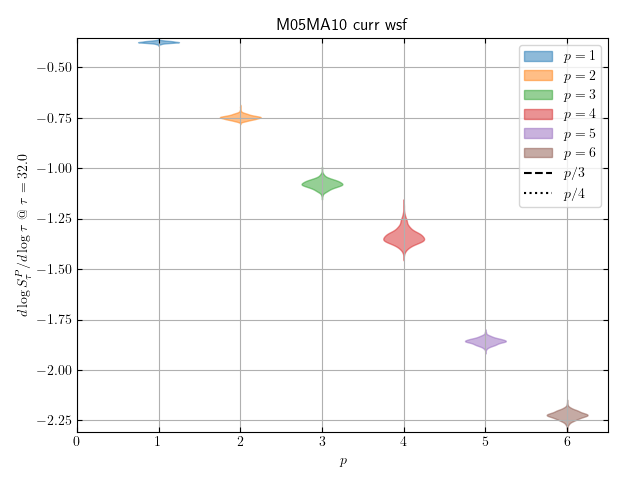 M05MA10 curr wsf
d log S_τ^P / d log τ @ τ = 32.0
−0.50
−0.75
−1.00
−1.25
−1.50
−1.75
−2.00
−2.25
p = 1
p = 2
p = 3
p = 4
p = 5
p = 6
p/3
p/4
0 1 2 3 4 5 6
p